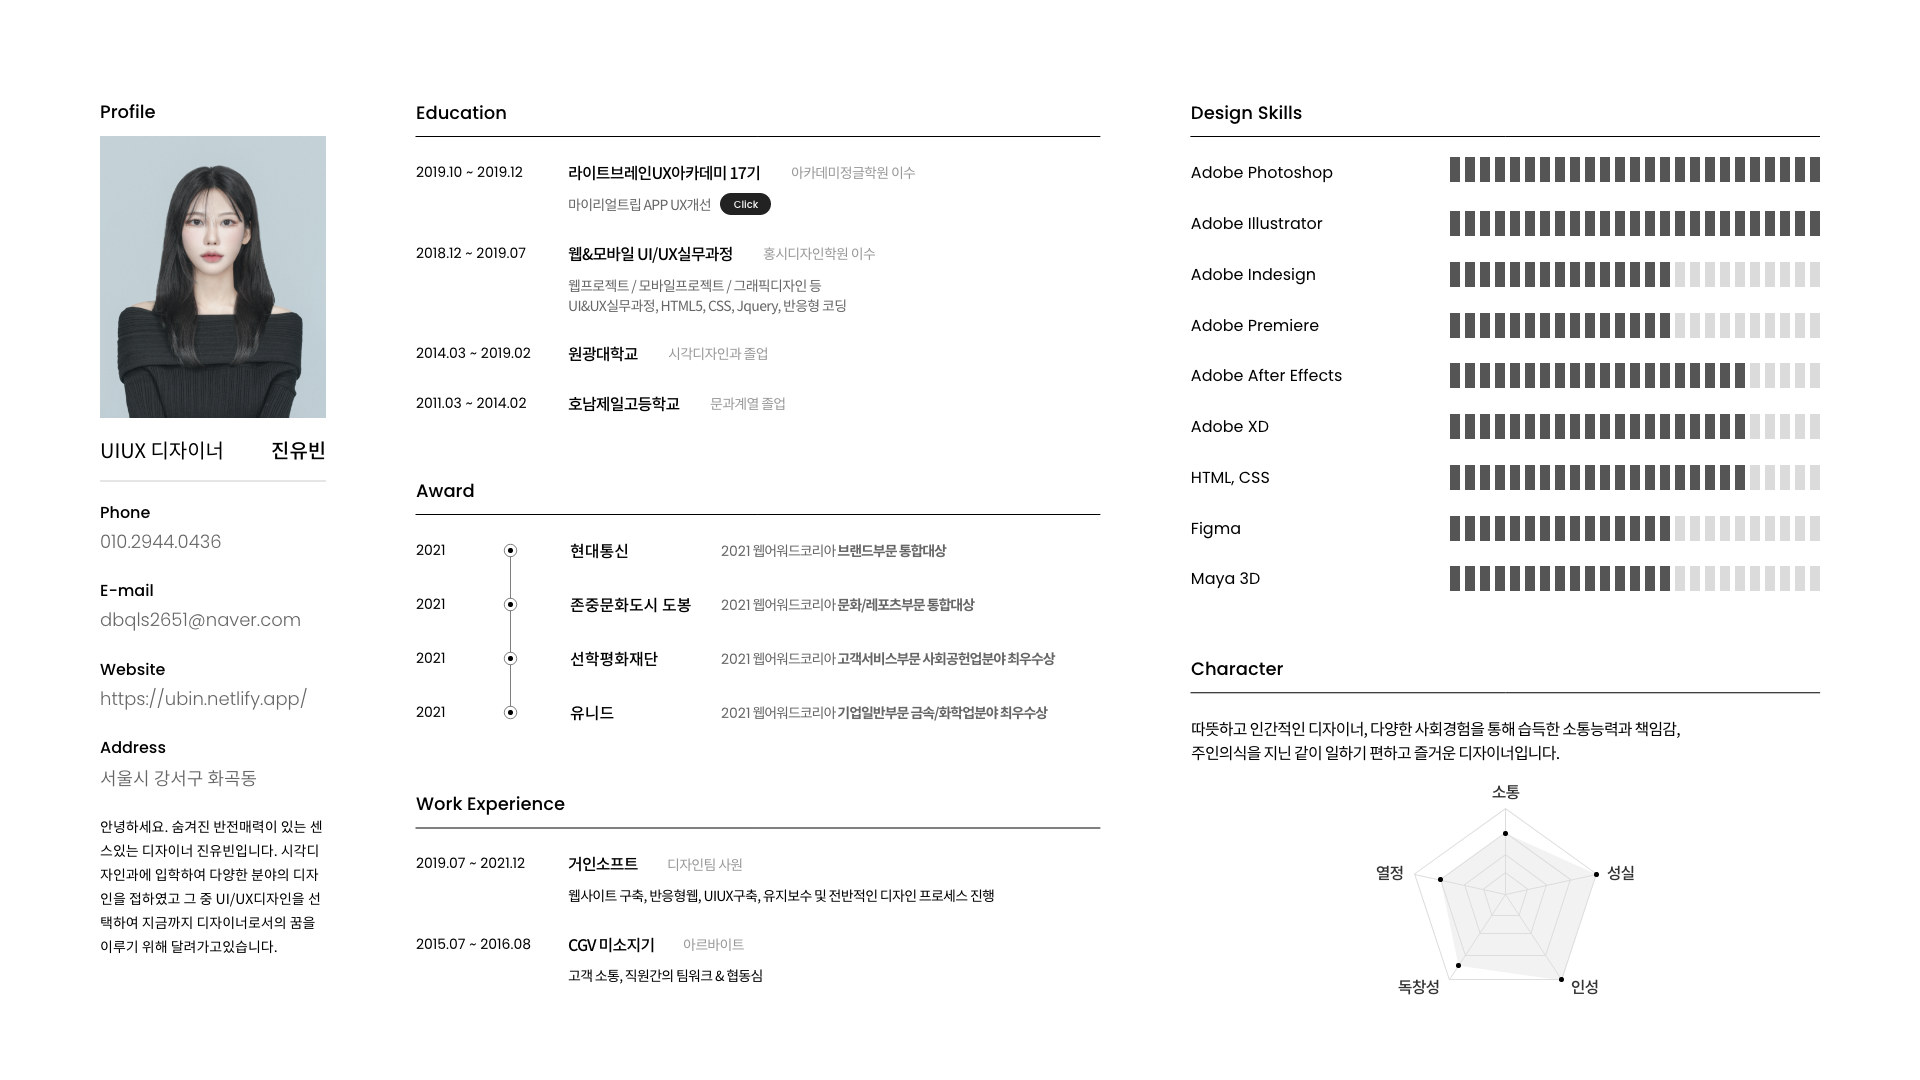 Profile
UIUX 디자이너 진유빈
Phone
010.2944.0436
E-mail
dbqls2651@naver.com
Website
https://ubin.netlify.app/
Address
서울시 강서구 화곡동
안녕하세요. 숨겨진 반전매력이 있는 센
스있는 디자이너 진유빈입니다. 시각디
자인과에 입학하여 다양한 분야의 디자
인을 접하였고 그 중 UI/UX디자인을 선
택하여 지금까지 디자이너로서의 꿈을
이루기 위해 달려가고있습니다.
Education
2019.10 ~ 2019.12 라이트브레인UX아카데미 17기 아카데미정글학원 이수
마이리얼트립 APP UX개선 Click
2018.12 ~ 2019.07 웹&모바일 UI/UX실무과정 홍시디자인학원 이수
웹프로젝트 / 모바일프로젝트 / 그래픽디자인 등
UI&UX실무과정, HTML5, CSS, Jquery, 반응형 코딩
2014.03 ~ 2019.02 원광대학교 시각디자인과 졸업
2011.03 ~ 2014.02 호남제일고등학교 문과계열 졸업
Award
2021 현대통신 2021 웹어워드코리아 브랜드부문 통합대상
2021 존중문화도시 도봉 2021 웹어워드코리아 문화/레포츠부문 통합대상
2021 선학평화재단 2021 웹어워드코리아 고객서비스부문 사회공헌업분야 최우수상
2021 유니드 2021 웹어워드코리아 기업일반부문 금속/화학업분야 최우수상
Work Experience
2019.07 ~ 2021.12 거인소프트 디자인팀 사원
웹사이트 구축, 반응형웹, UIUX구축, 유지보수 및 전반적인 디자인 프로세스 진행
2015.07 ~ 2016.08 CGV 미소지기 아르바이트
고객 소통, 직원간의 팀워크 & 협동심
Design Skills
Adobe Photoshop
Adobe Illustrator
Adobe Indesign
Adobe Premiere
Adobe After Effects
Adobe XD
HTML, CSS
Figma
Maya 3D
Character
따뜻하고 인간적인 디자이너, 다양한 사회경험을 통해 습득한 소통능력과 책임감,
주인의식을 지닌 같이 일하기 편하고 즐거운 디자이너입니다.
소통
열정 성실
독창성 인성